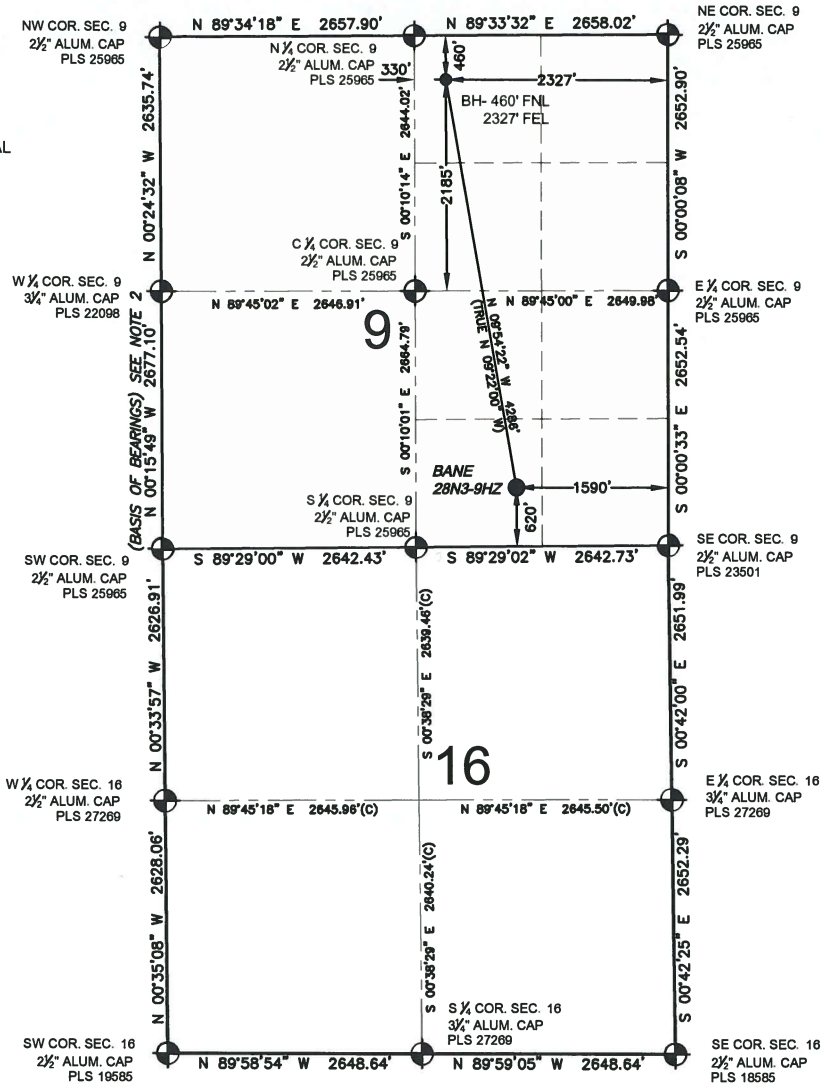 N 89°34'18" E 2657.90'
N 89°33'32" E 2658.02'
NW COR. SEC. 9
2½" ALUM. CAP
PLS 25965
N ¼ COR. SEC. 9
2½" ALUM. CAP
PLS 25965
NE COR. SEC. 9
2½" ALUM. CAP
PLS 25965
460'
330'
2327'
BH- 460' FNL
2327' FEL
N 00°24'32" W 2635.74'
S 00°10'14" E 2644.02'
2185'
S 00°00'08" W 2652.90'
AL
C ¼ COR. SEC. 9
2½" ALUM. CAP
PLS 25965
W ¼ COR. SEC. 9
3¼" ALUM. CAP
PLS 22098
E ¼ COR. SEC. 9
2½" ALUM. CAP
PLS 25965
N 89°45'02" E 2646.91'
N 89°45'00" E 2649.98'
9
(BASIS OF BEARINGS) SEE NOTE 2
N 00°15'49" W 2677.10'
S 00°10'01" E 2664.79'
N 09°54'22" W 4286'
(TRUE N 09°22'00" W)
S 00°00'33" E 2652.54'
BANE
28N3-9HZ
1590'
620'
S ¼ COR. SEC. 9
2½" ALUM. CAP
PLS 25965
SW COR. SEC. 9
2½" ALUM. CAP
PLS 25965
SE COR. SEC. 9
2½" ALUM. CAP
PLS 23501
S 89°29'00" W 2642.43'
S 89°29'02" W 2642.73'
N 00°33'57" W 2626.91'
S 00°38'29" E 2639.46'(C)
S 00°42'00" E 2651.99'
16
W ¼ COR. SEC. 16
2½" ALUM. CAP
PLS 27269
E ¼ COR. SEC. 16
3¼" ALUM. CAP
PLS 27269
N 89°45'18" E 2645.96'(C)
N 89°45'18" E 2645.50'(C)
N 00°35'08" W 2628.06'
S 00°38'29" E 2640.24'(C)
S 00°42'25" E 2652.29'
S ¼ COR. SEC. 16
3¼" ALUM. CAP
PLS 27269
SW COR. SEC. 16
2½" ALUM. CAP
PLS 19585
SE COR. SEC. 16
2½" ALUM. CAP
PLS 18585
N 89°58'54" W 2648.64'
N 89°59'05" W 2648.64'